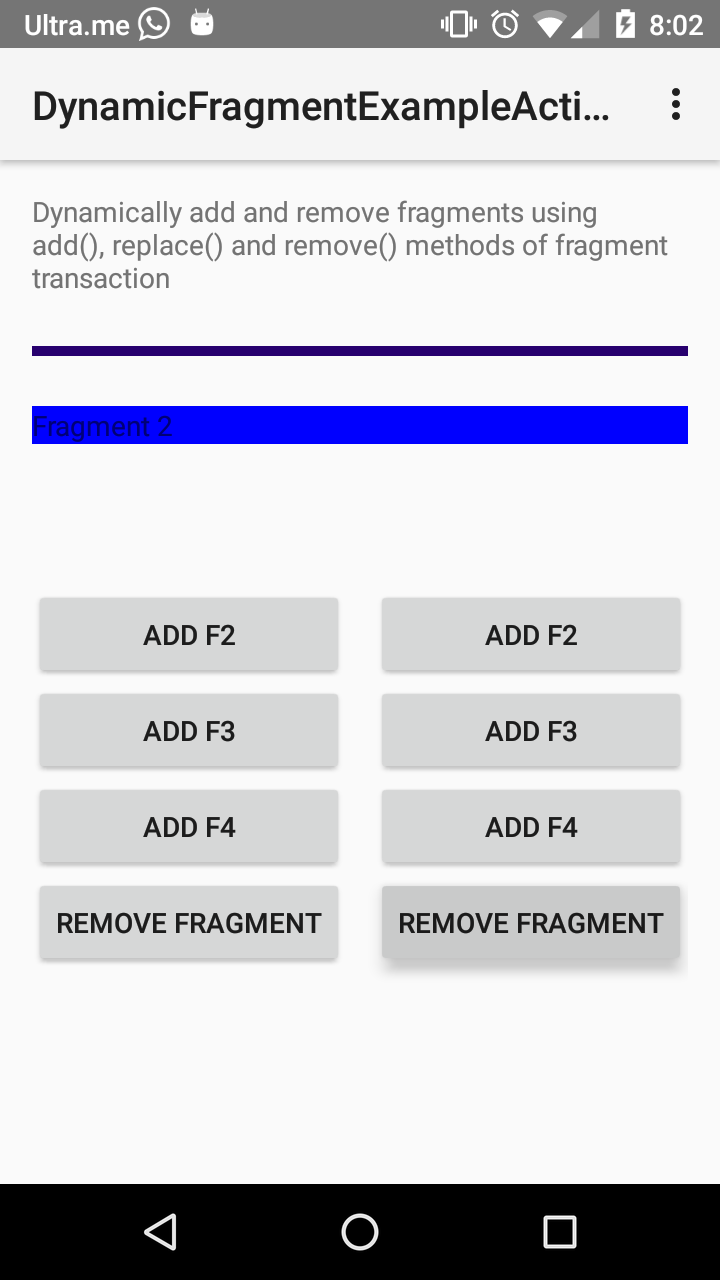 Ultra.me 8:02
DynamicFragmentExampleActi...
Dynamically add and remove fragments using
add(), replace() and remove() methods of fragment
transaction
Fragment 2
ADD F2 ADD F2
ADD F3 ADD F3
ADD F4 ADD F4
REMOVE FRAGMENT REMOVE FRAGMENT